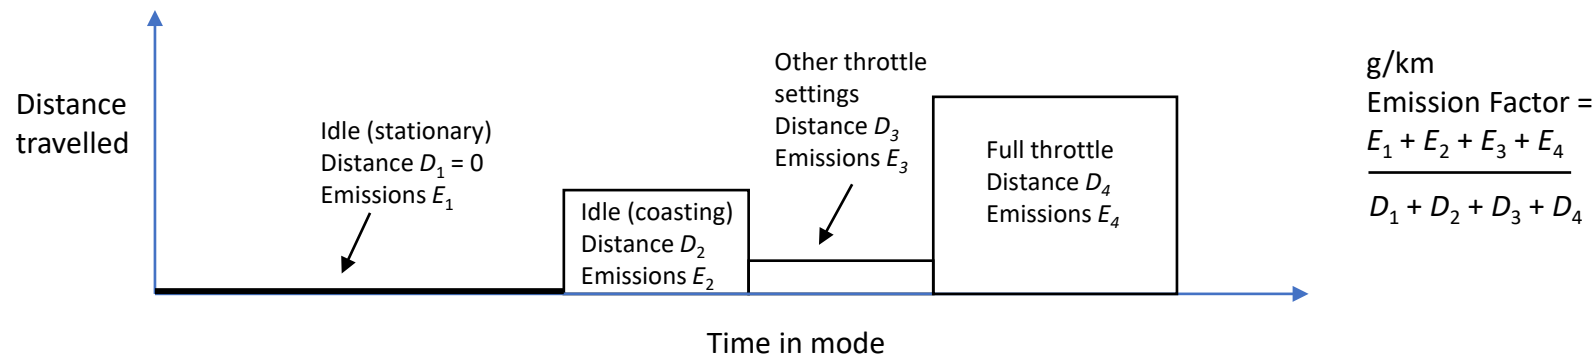 Distance
travelled
Idle (stationary)
Distance D₁ = 0
Emissions E₁
Idle (coasting)
Distance D₂
Emissions E₂
Other throttle
settings
Distance D₃
Emissions E₃
Full throttle
Distance D₄
Emissions E₄
Time in mode
g/km
Emission Factor =
E₁ + E₂ + E₃ + E₄
D₁ + D₂ + D₃ + D₄